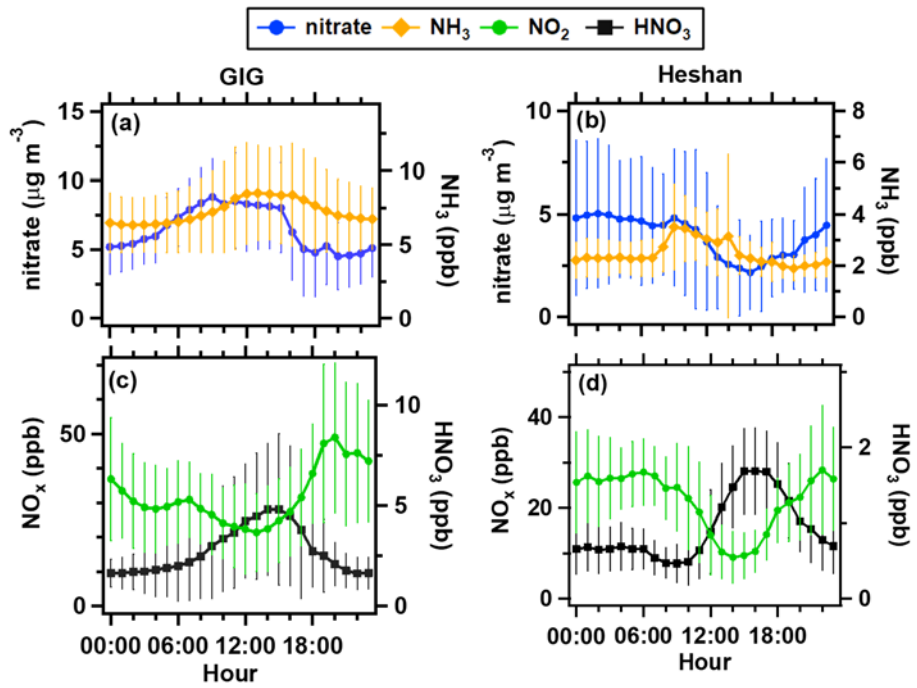 nitrate NH₃ NO₂ HNO₃
GIG
Heshan
(a)
15
10
5
0
nitrate (μg m⁻³)
10
5
0
NH₃ (ppb)
(b)
10
5
0
nitrate (μg m⁻³)
8
6
4
2
0
NH₃ (ppb)
(c)
50
0
NOₓ (ppb)
10
5
0
HNO₃ (ppb)
00:00 06:00 12:00 18:00
Hour
(d)
40
20
0
NOₓ (ppb)
2
1
0
HNO₃ (ppb)
00:00 06:00 12:00 18:00
Hour